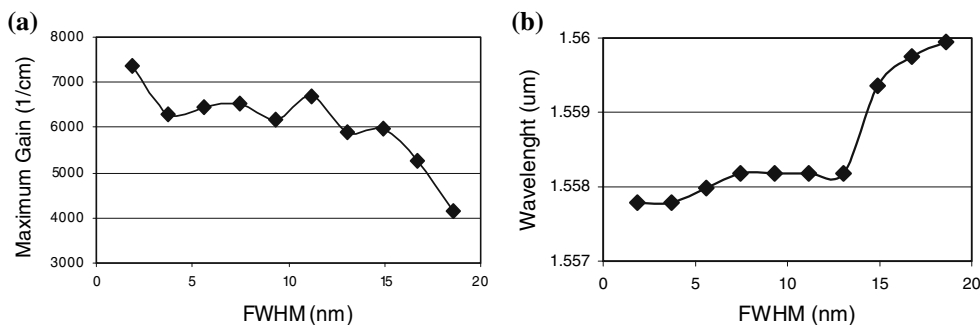 (a)
8000
7000
6000
5000
4000
3000
0 5 10 15 20
Maximum Gain (1/cm)
FWHM (nm)
(b)
1.56
1.559
1.558
1.557
0 5 10 15 20
Wavelenght (um)
FWHM (nm)